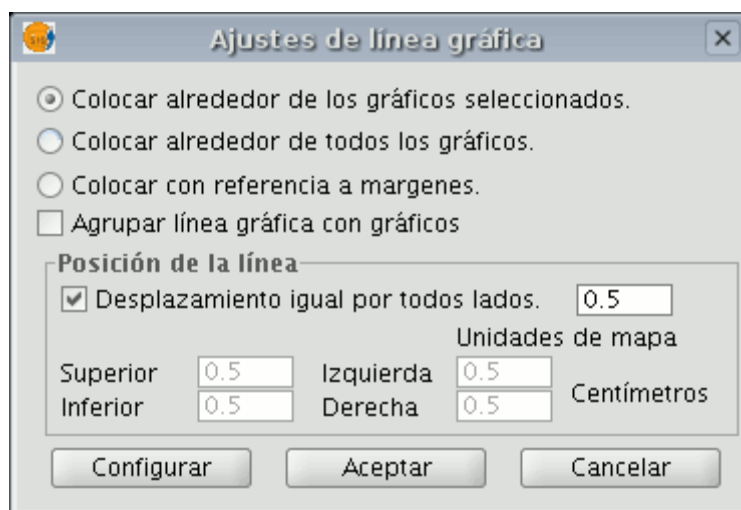 Ajustes de línea gráfica
Colocar alrededor de los gráficos seleccionados.
Colocar alrededor de todos los gráficos.
Colocar con referencia a margenes.
Agrupar línea gráfica con gráficos
Posición de la línea
Desplazamiento igual por todos lados. 0.5
Unidades de mapa
Superior 0.5 Izquierda 0.5
Centímetros
Inferior 0.5 Derecha 0.5
Configurar Aceptar Cancelar